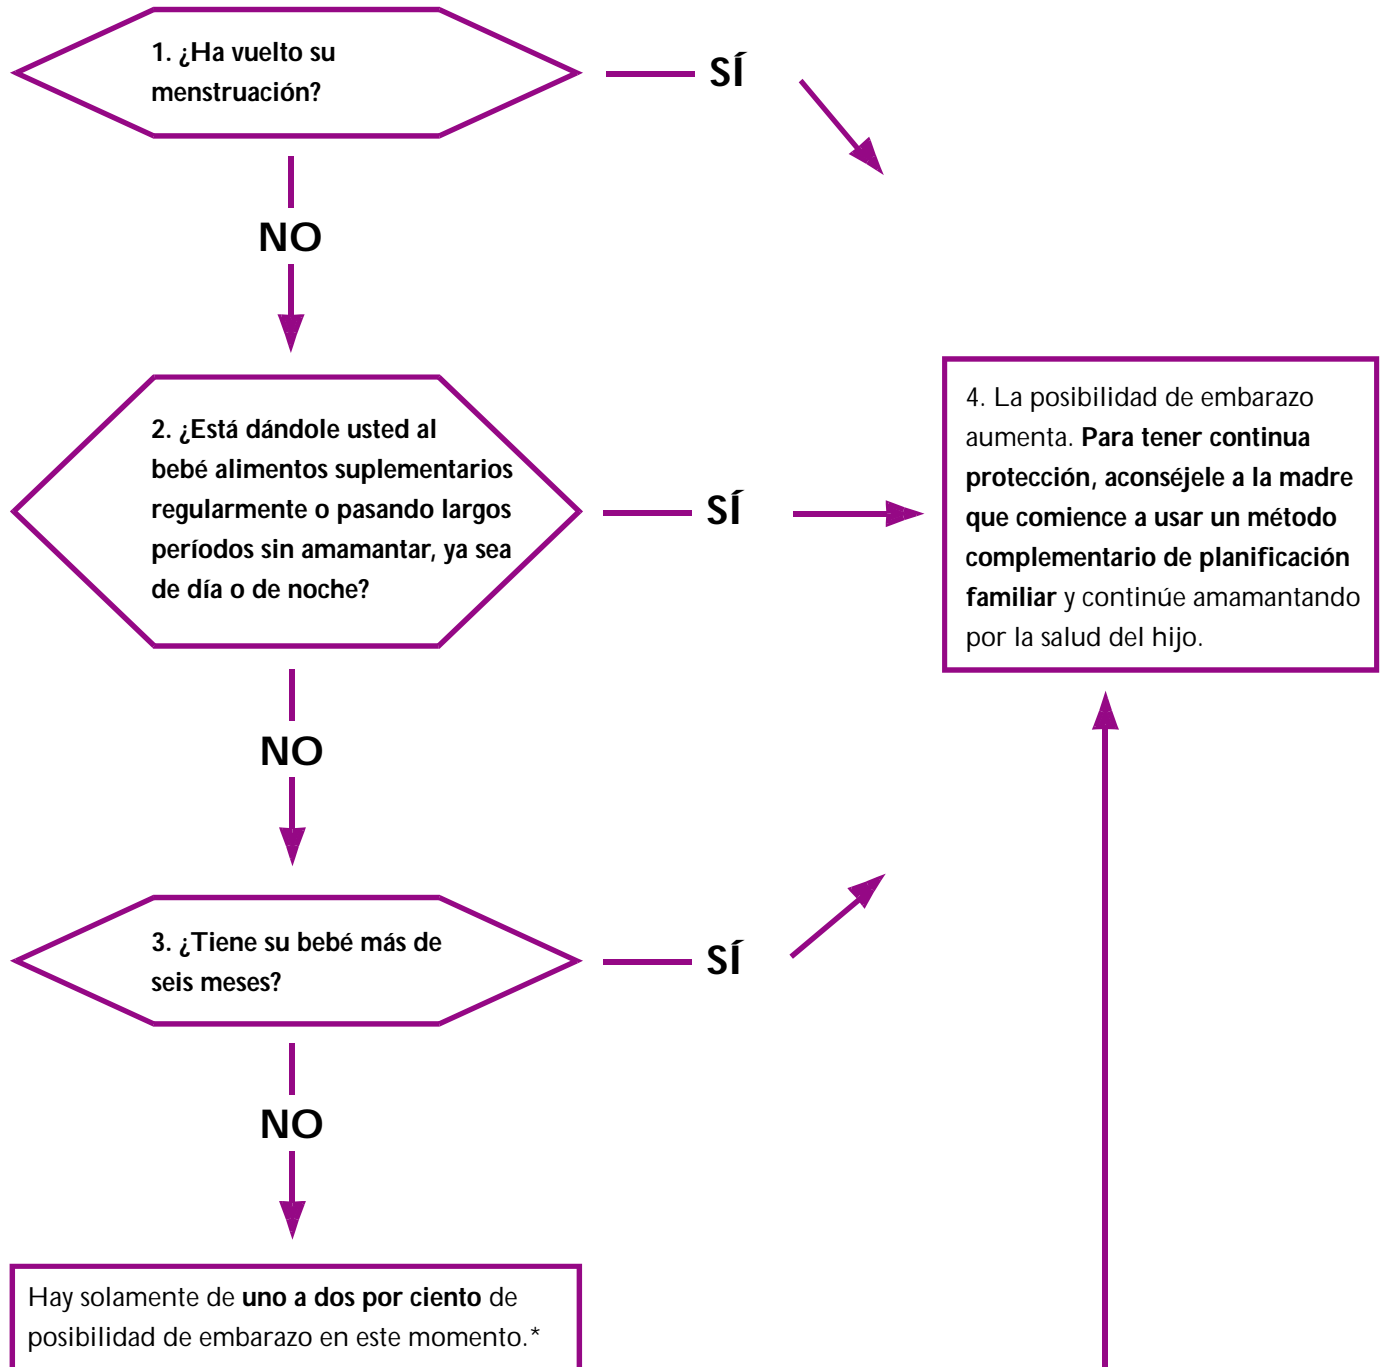 1. ¿Ha vuelto su
menstruación?
SÍ
NO
2. ¿Está dándole usted al
bebé alimentos suplementarios
regularmente o pasando largos
períodos sin amamantar, ya sea
de día o de noche?
SÍ
4. La posibilidad de embarazo
aumenta. Para tener continua
protección, aconséjele a la madre
que comience a usar un método
complementario de planificación
familiar y continúe amamantando
por la salud del hijo.
NO
3. ¿Tiene su bebé más de
seis meses?
SÍ
NO
Hay solamente de uno a dos por ciento de
posibilidad de embarazo en este momento.*